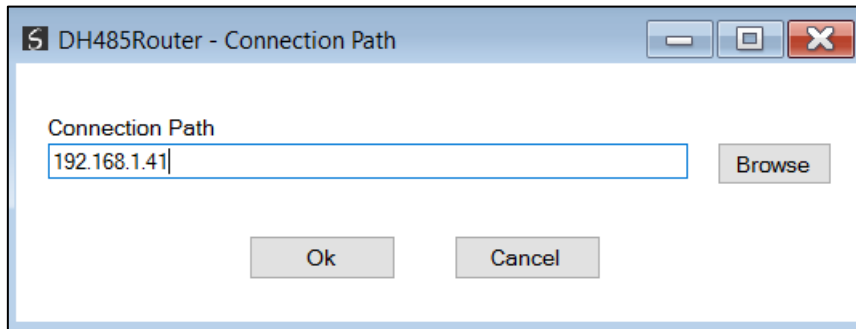 DH485Router - Connection Path
Connection Path
192.168.1.41
Browse
Ok
Cancel